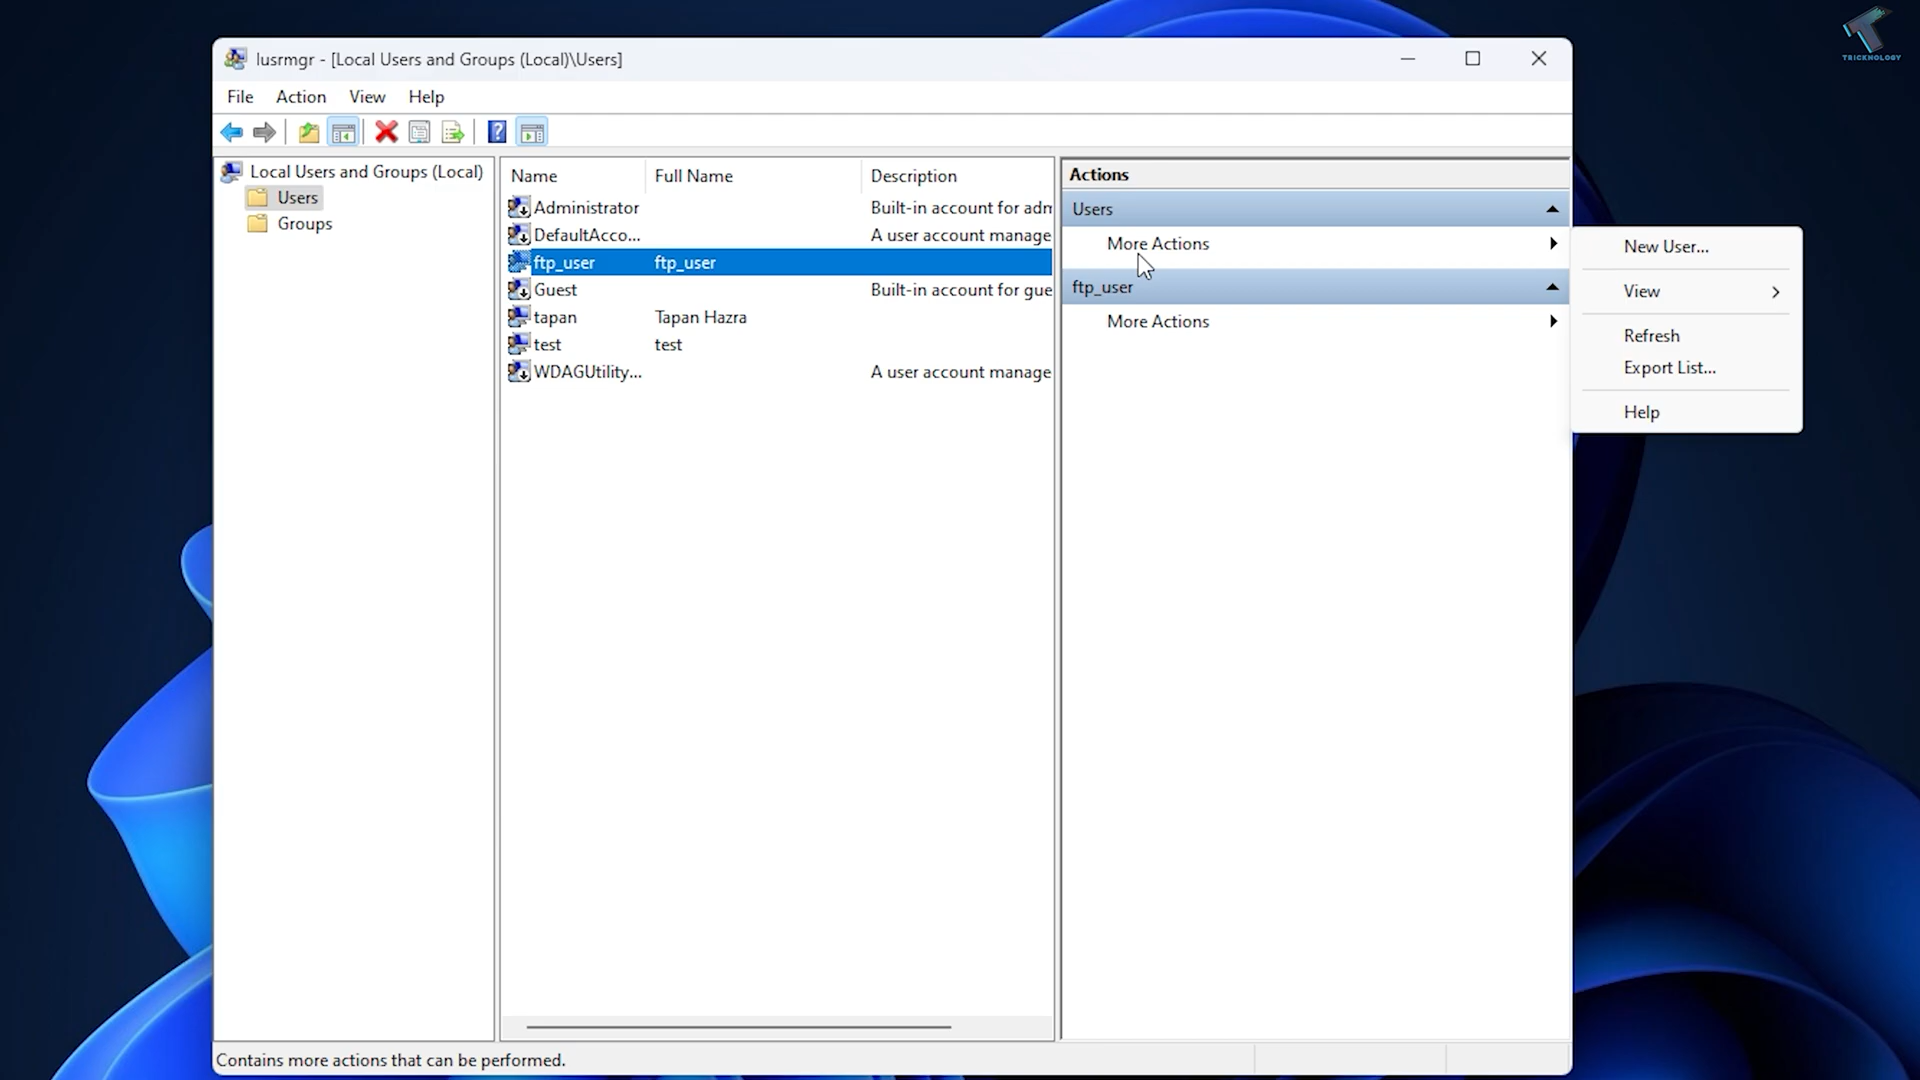 TRICKNOLOGY
lusrmgr - [Local Users and Groups (Local)\Users]
File Action View Help
Local Users and Groups (Local)
Users
Groups
Name Full Name Description
Administrator Built-in account for adm
DefaultAcco... A user account manage
ftp_user ftp_user
Guest Built-in account for gue
tapan Tapan Hazra
test test
WDAGUtility... A user account manage
Actions
Users
More Actions
ftp_user
More Actions
New User...
View
Refresh
Export List...
Help
Contains more actions that can be performed.